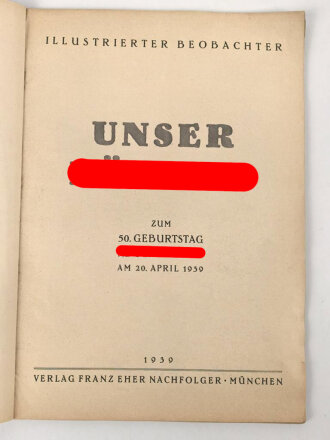 ILLUSTRIERTER BEOBACHTER
UNSER
ZUM
50. GEBURTSTAG
AM 20. APRIL 1939
1939
VERLAG FRANZ EHER NACHFOLGER · MÜNCHEN